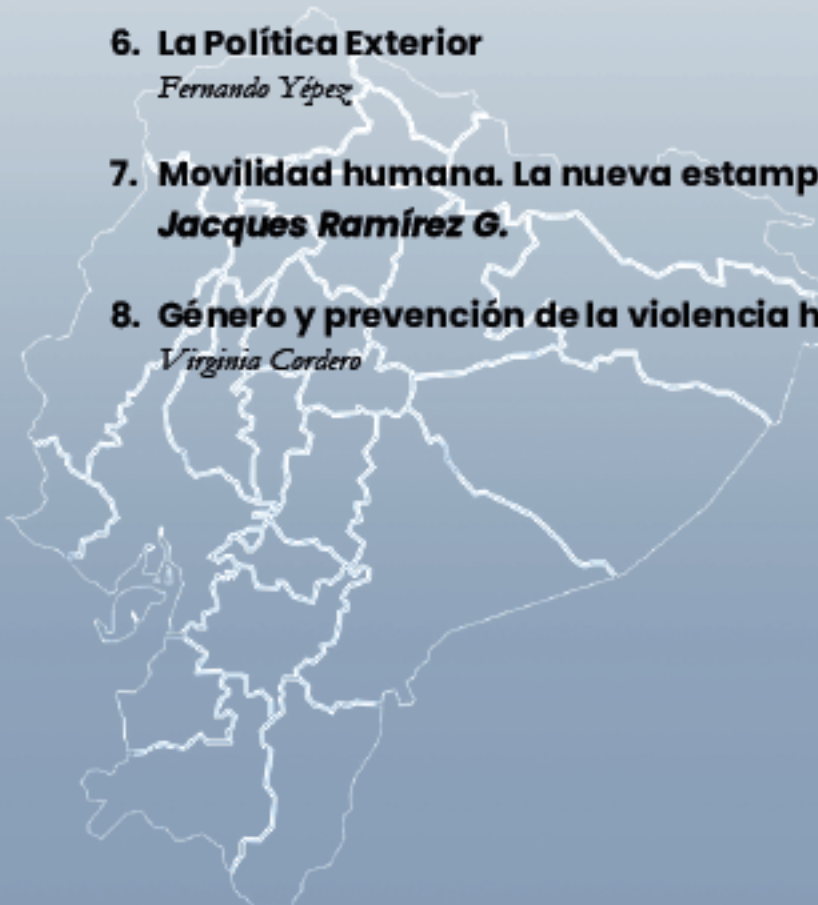 6. La Política Exterior
Fernando Yépez
7. Movilidad humana. La nueva estamp
Jacques Ramírez G.
8. Género y prevención de la violencia h
Virginia Cordero